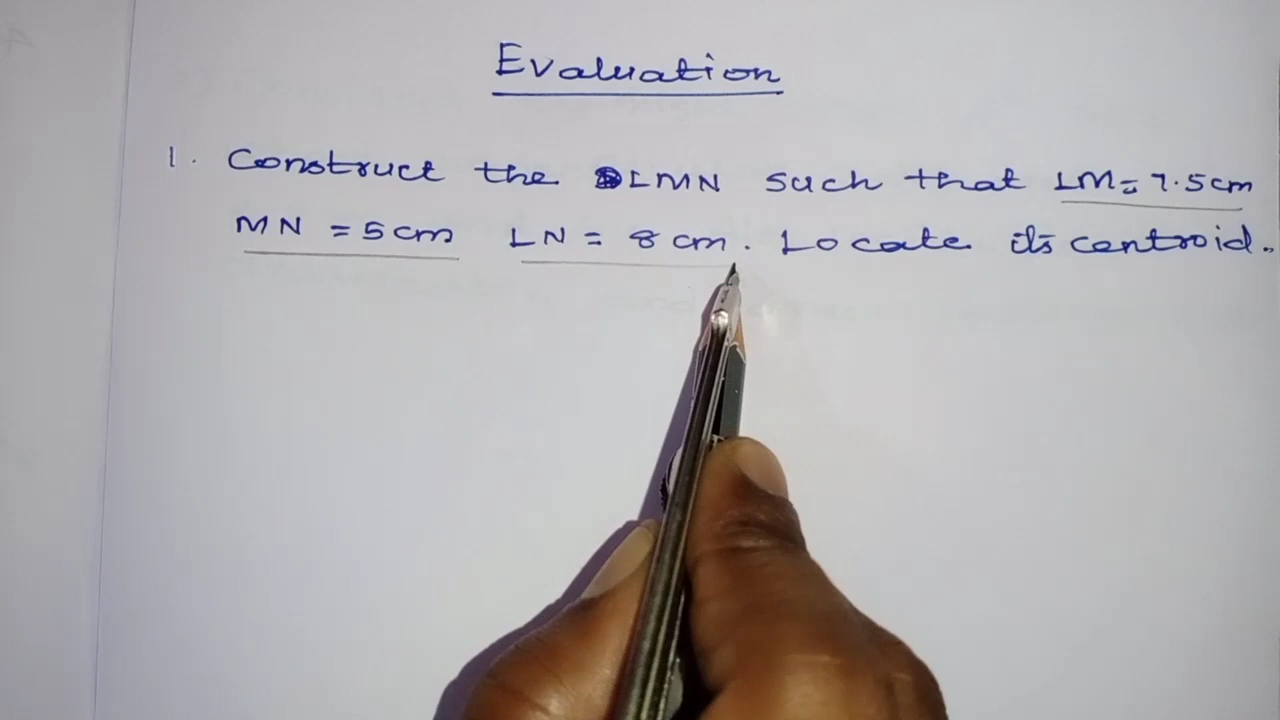 Evaluation
1. Construct the ΔLMN such that LM= 7.5cm
MN = 5cm LN = 8 cm. Locate its centroid.